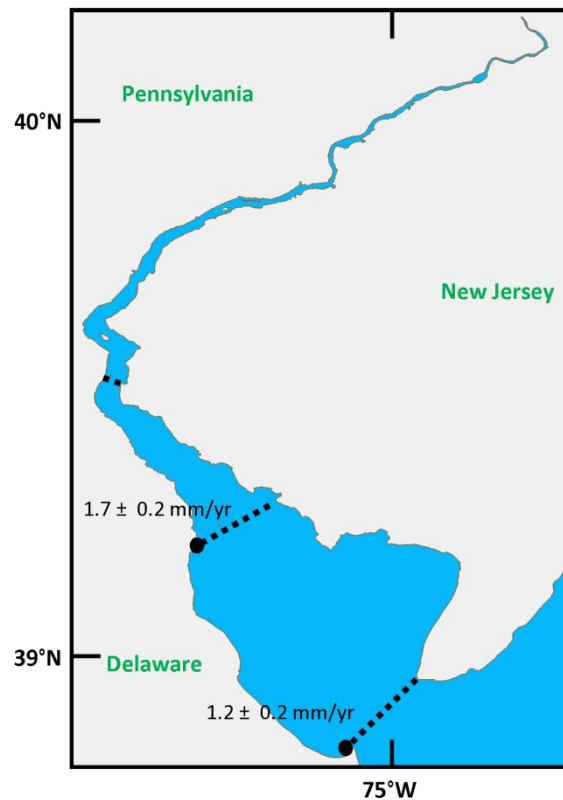 Pennsylvania
40°N
New Jersey
1.7 ± 0.2 mm/yr
39°N
Delaware
1.2 ± 0.2 mm/yr
75°W